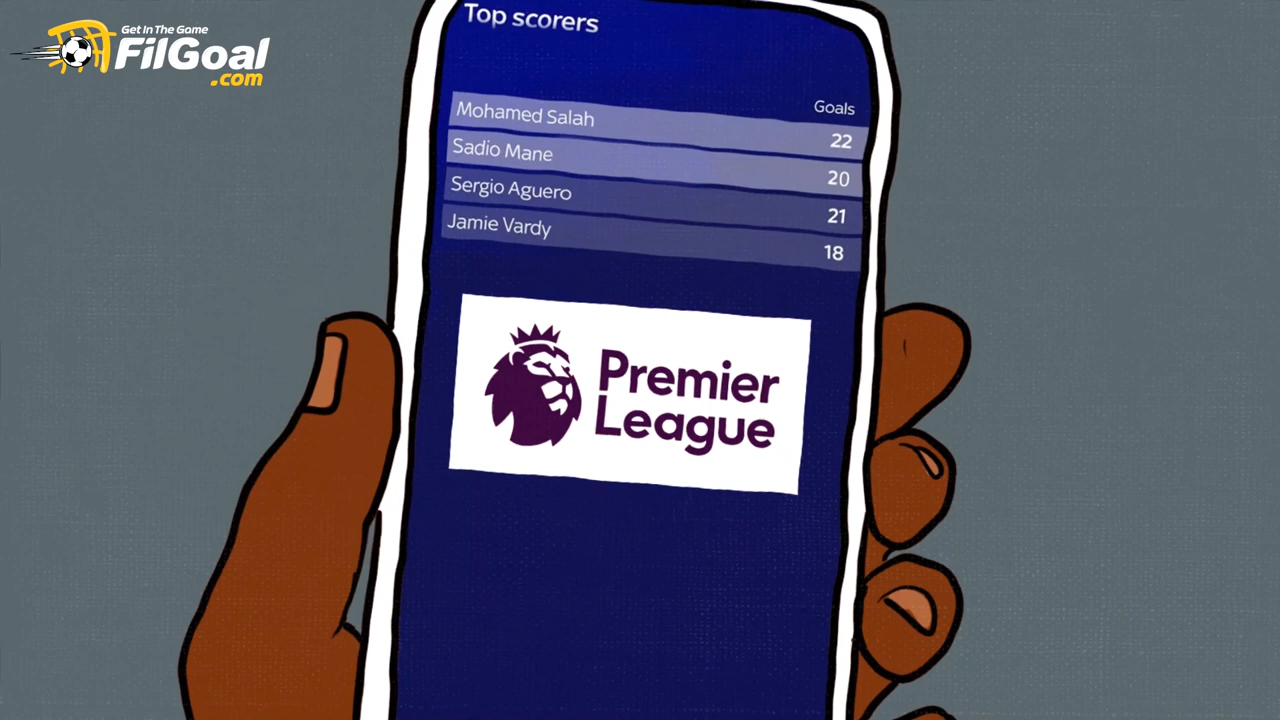 Get In The Game
FilGoal
.com
Top scorers
Goals
Mohamed Salah 22
Sadio Mane 20
Sergio Aguero 21
Jamie Vardy 18
Premier
League